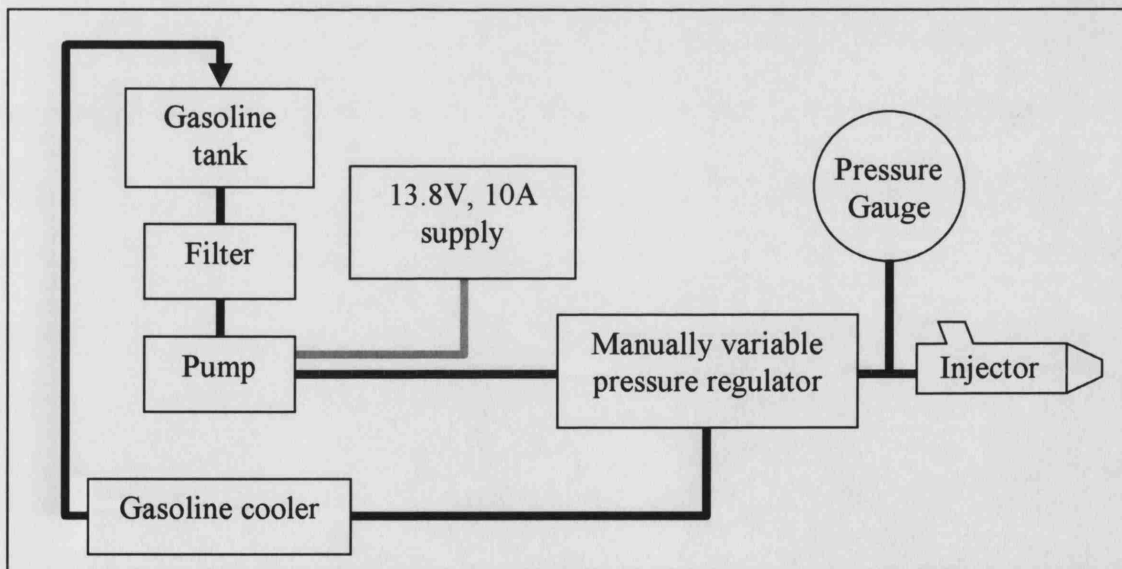 Gasoline
tank
Filter
Pump
13.8V, 10A
supply
Manually variable
pressure regulator
Pressure
Gauge
Injector
Gasoline cooler